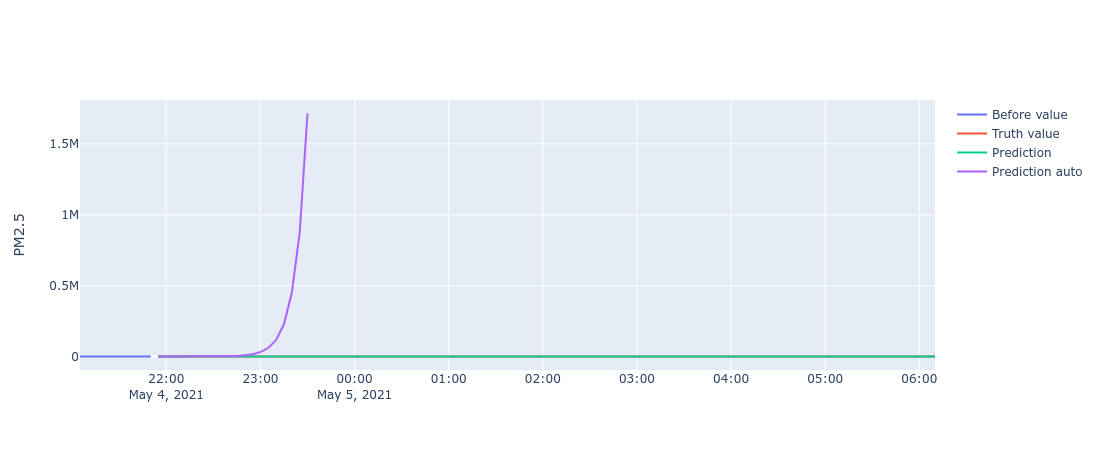 Before value
Truth value
Prediction
Prediction auto
PM2.5
1.5M
1M
0.5M
0
22:00 23:00 00:00 01:00 02:00 03:00 04:00 05:00 06:00
May 4, 2021 May 5, 2021